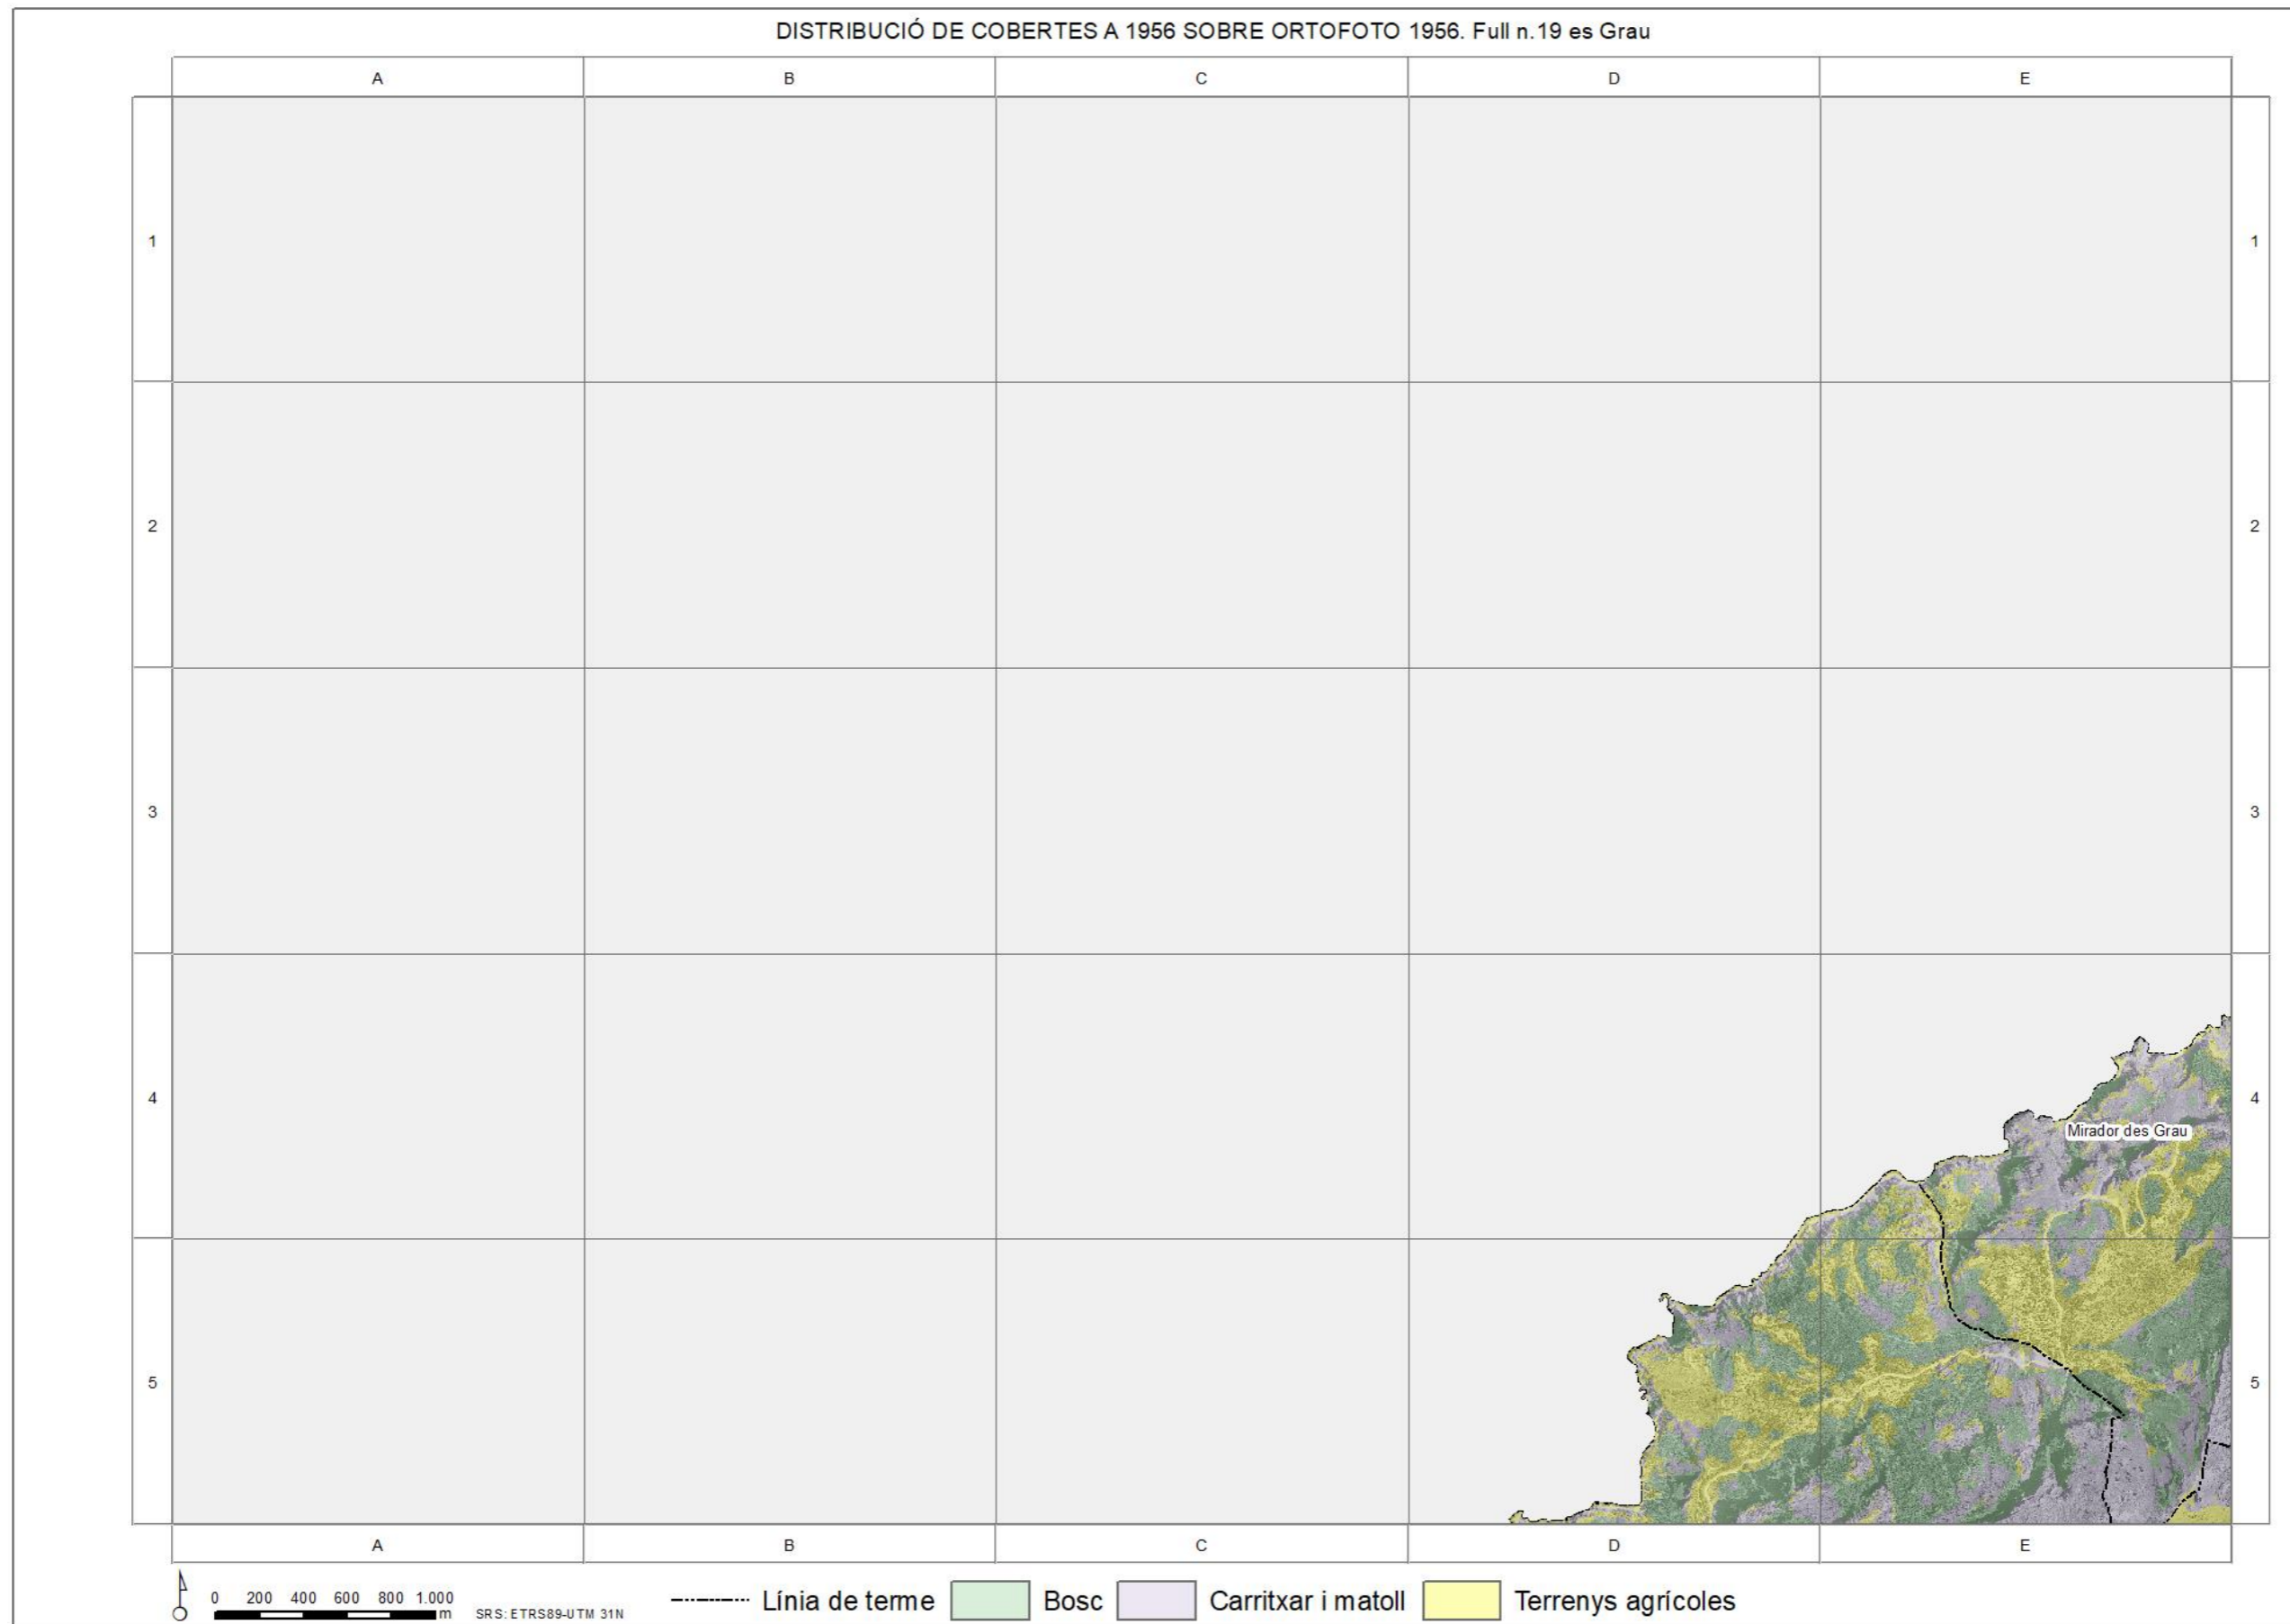 DISTRIBUCIÓ DE COBERTES A 1956 SOBRE ORTOFOTO 1956. Full n.19 es Grau
A B C D E
1 1
2 2
3 3
4 4
Mirador des Grau
5 5
A B C D E
0 200 400 600 800 1.000
m
SRS: ETRS89-UTM 31N
Línia de terme Bosc Carritxar i matoll Terrenys agrícoles